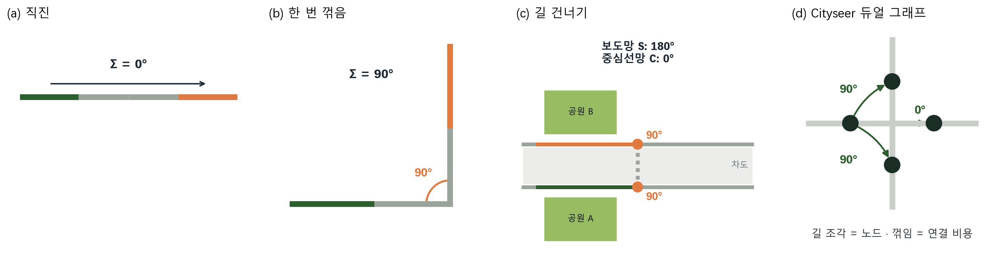 (a) 직진
Σ = 0°
(b) 한 번 꺾음
Σ = 90°
90°
(c) 길 건너기
보도망 S: 180°
중심선망 C: 0°
공원 B
90°
차도
90°
공원 A
(d) Cityseer 듀얼 그래프
90°
0°
90°
길 조각 = 노드 · 꺾임 = 연결 비용